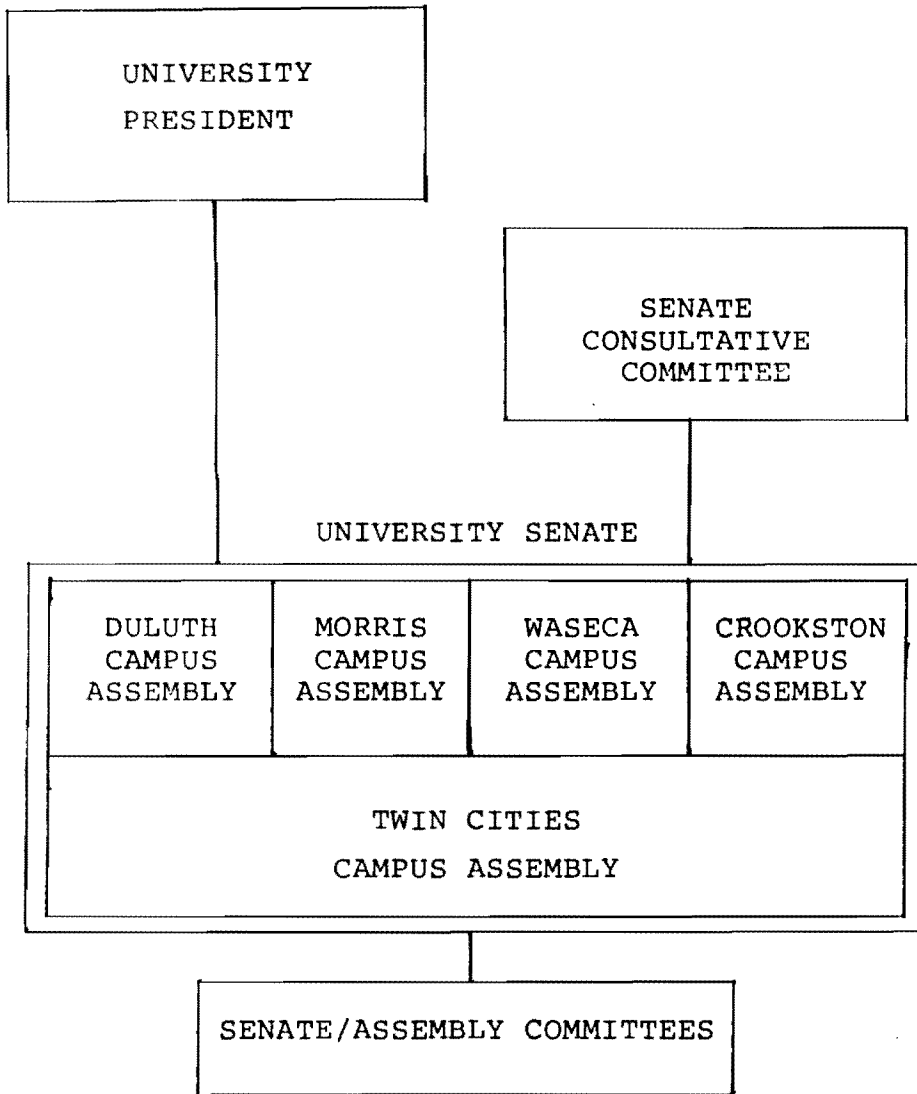 UNIVERSITY
PRESIDENT
SENATE
CONSULTATIVE
COMMITTEE
UNIVERSITY SENATE
DULUTH
CAMPUS
ASSEMBLY
MORRIS
CAMPUS
ASSEMBLY
WASECA
CAMPUS
ASSEMBLY
CROOKSTON
CAMPUS
ASSEMBLY
TWIN CITIES
CAMPUS ASSEMBLY
SENATE/ASSEMBLY COMMITTEES